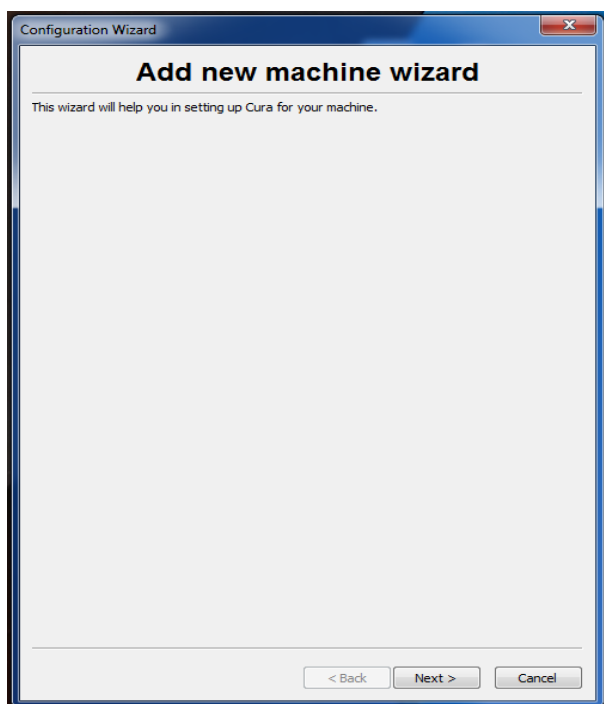 Configuration Wizard
Add new machine wizard
This wizard will help you in setting up Cura for your machine.
< Back Next > Cancel